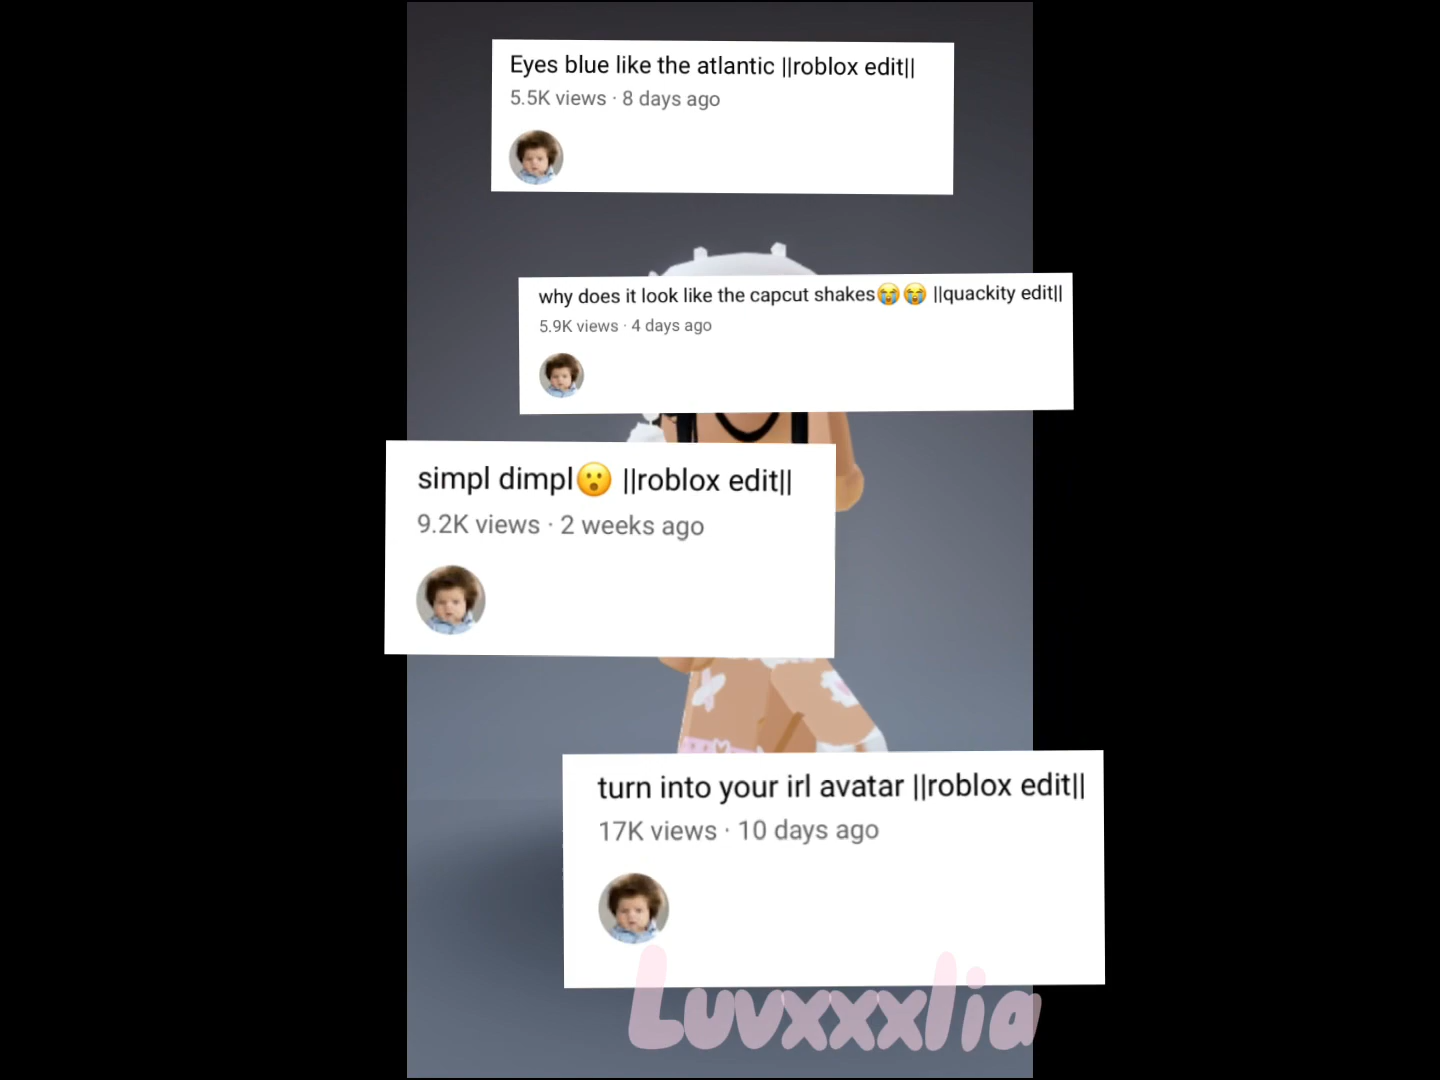 Eyes blue like the atlantic ||roblox edit||
5.5K views · 8 days ago
why does it look like the capcut shakes😭😭 ||quackity edit||
5.9K views · 4 days ago
simpl dimpl😮 ||roblox edit||
9.2K views · 2 weeks ago
turn into your irl avatar ||roblox edit||
17K views · 10 days ago
Luvxxxlia